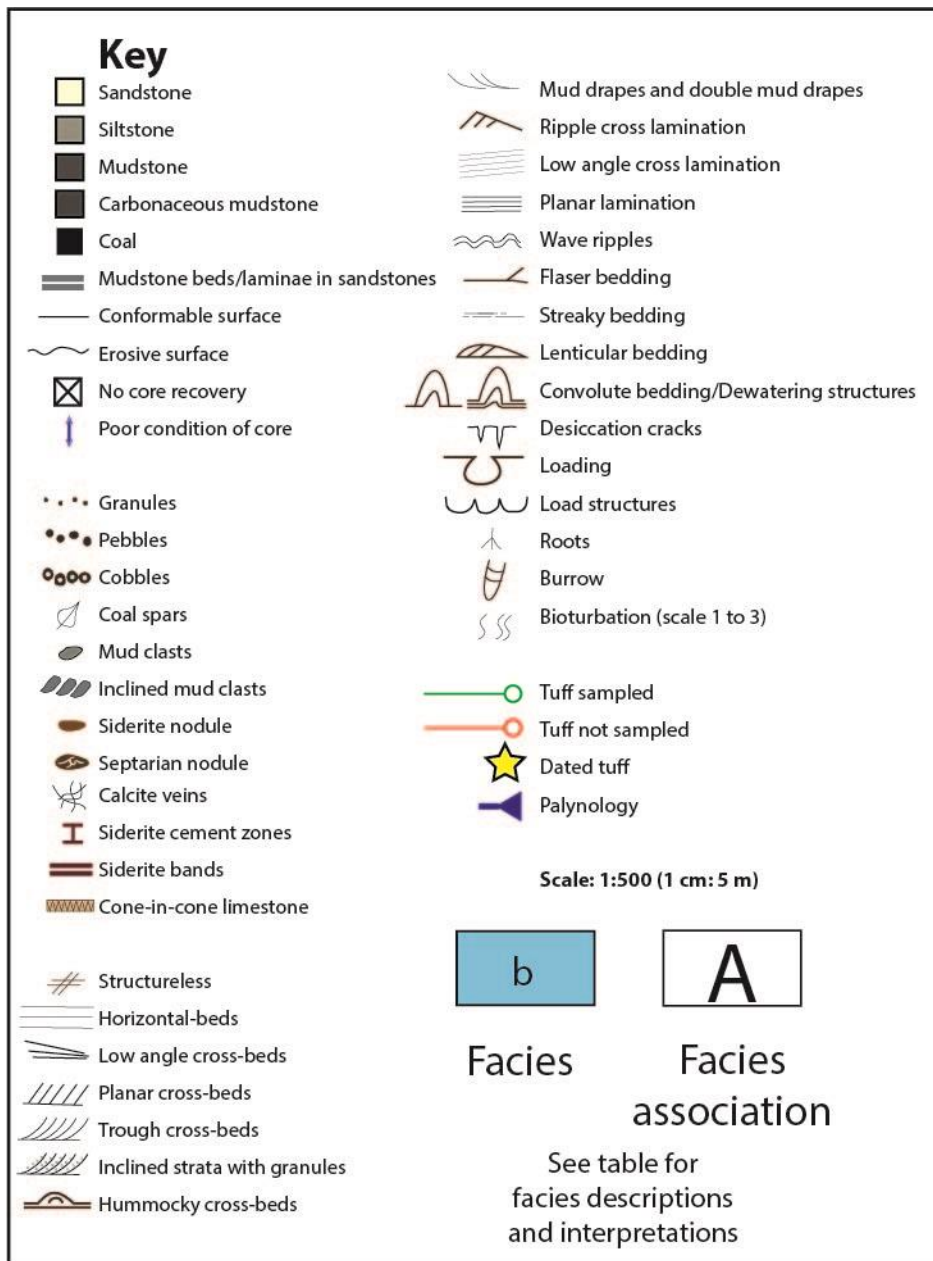 Key
Sandstone
Siltstone
Mudstone
Carbonaceous mudstone
Coal
Mudstone beds/laminae in sandstones
Conformable surface
Erosive surface
No core recovery
Poor condition of core
Granules
Pebbles
Cobbles
Coal spars
Mud clasts
Inclined mud clasts
Siderite nodule
Septarian nodule
Calcite veins
Siderite cement zones
Siderite bands
Cone-in-cone limestone
Structureless
Horizontal-beds
Low angle cross-beds
Planar cross-beds
Trough cross-beds
Inclined strata with granules
Hummocky cross-beds
Mud drapes and double mud drapes
Ripple cross lamination
Low angle cross lamination
Planar lamination
Wave ripples
Flaser bedding
Streaky bedding
Lenticular bedding
Convolute bedding/Dewatering structures
Desiccation cracks
Loading
Load structures
Roots
Burrow
Bioturbation (scale 1 to 3)
Tuff sampled
Tuff not sampled
Dated tuff
Palynology
Scale: 1:500 (1 cm: 5 m)
b
Facies
A
Facies
association
See table for
facies descriptions
and interpretations